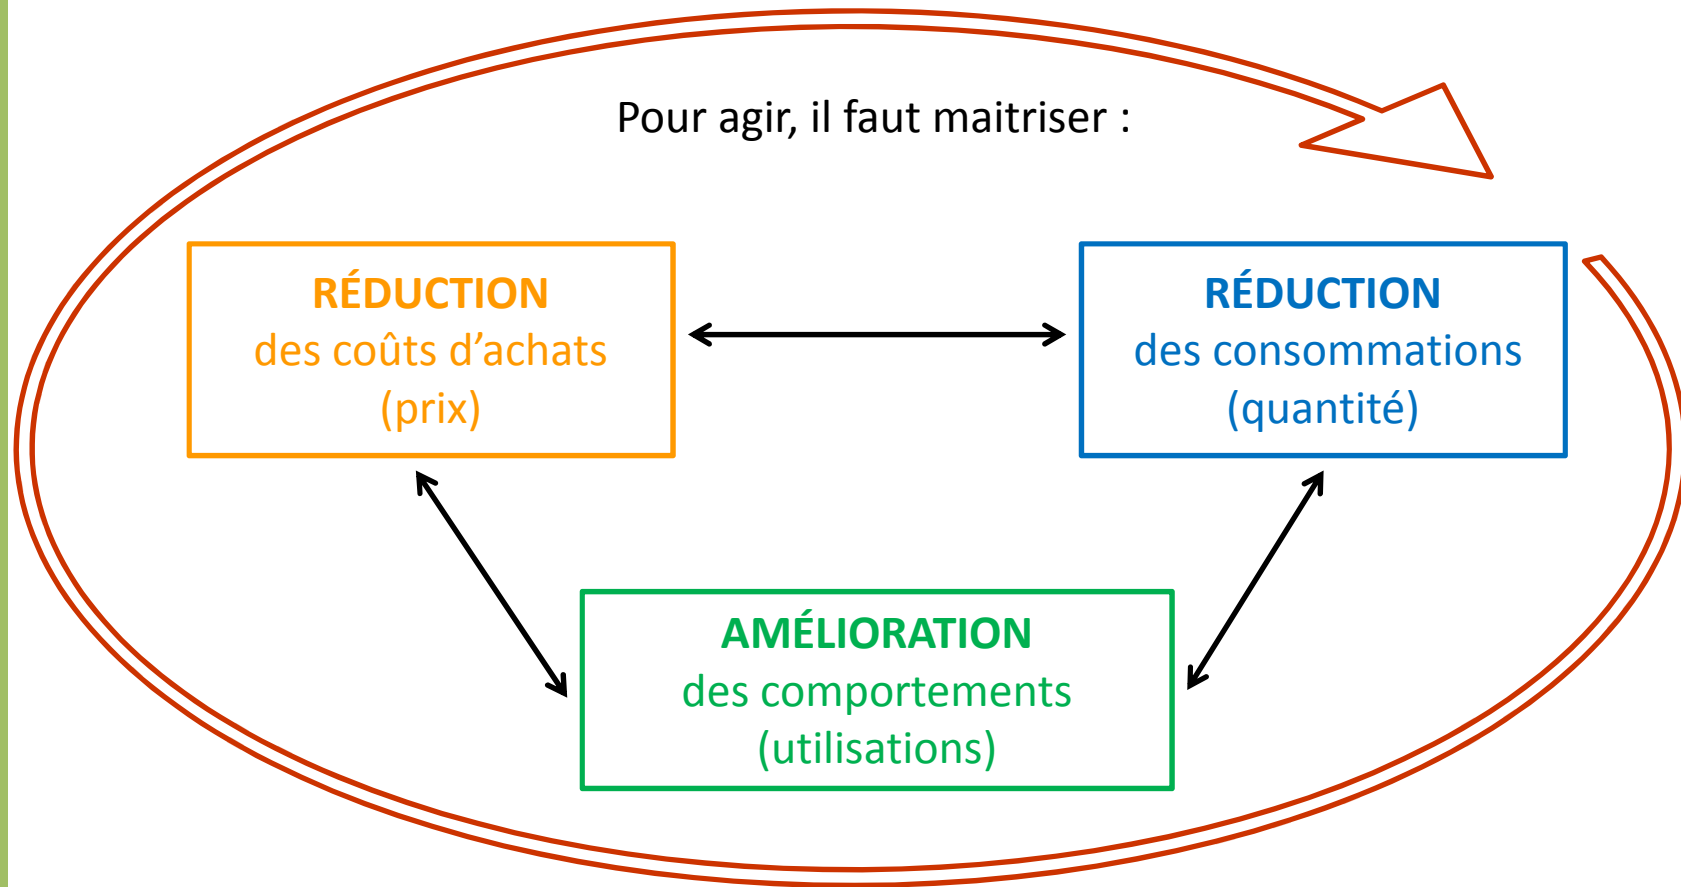 Pour agir, il faut maitriser :
RÉDUCTION
des coûts d’achats
(prix)
RÉDUCTION
des consommations
(quantité)
AMÉLIORATION
des comportements
(utilisations)